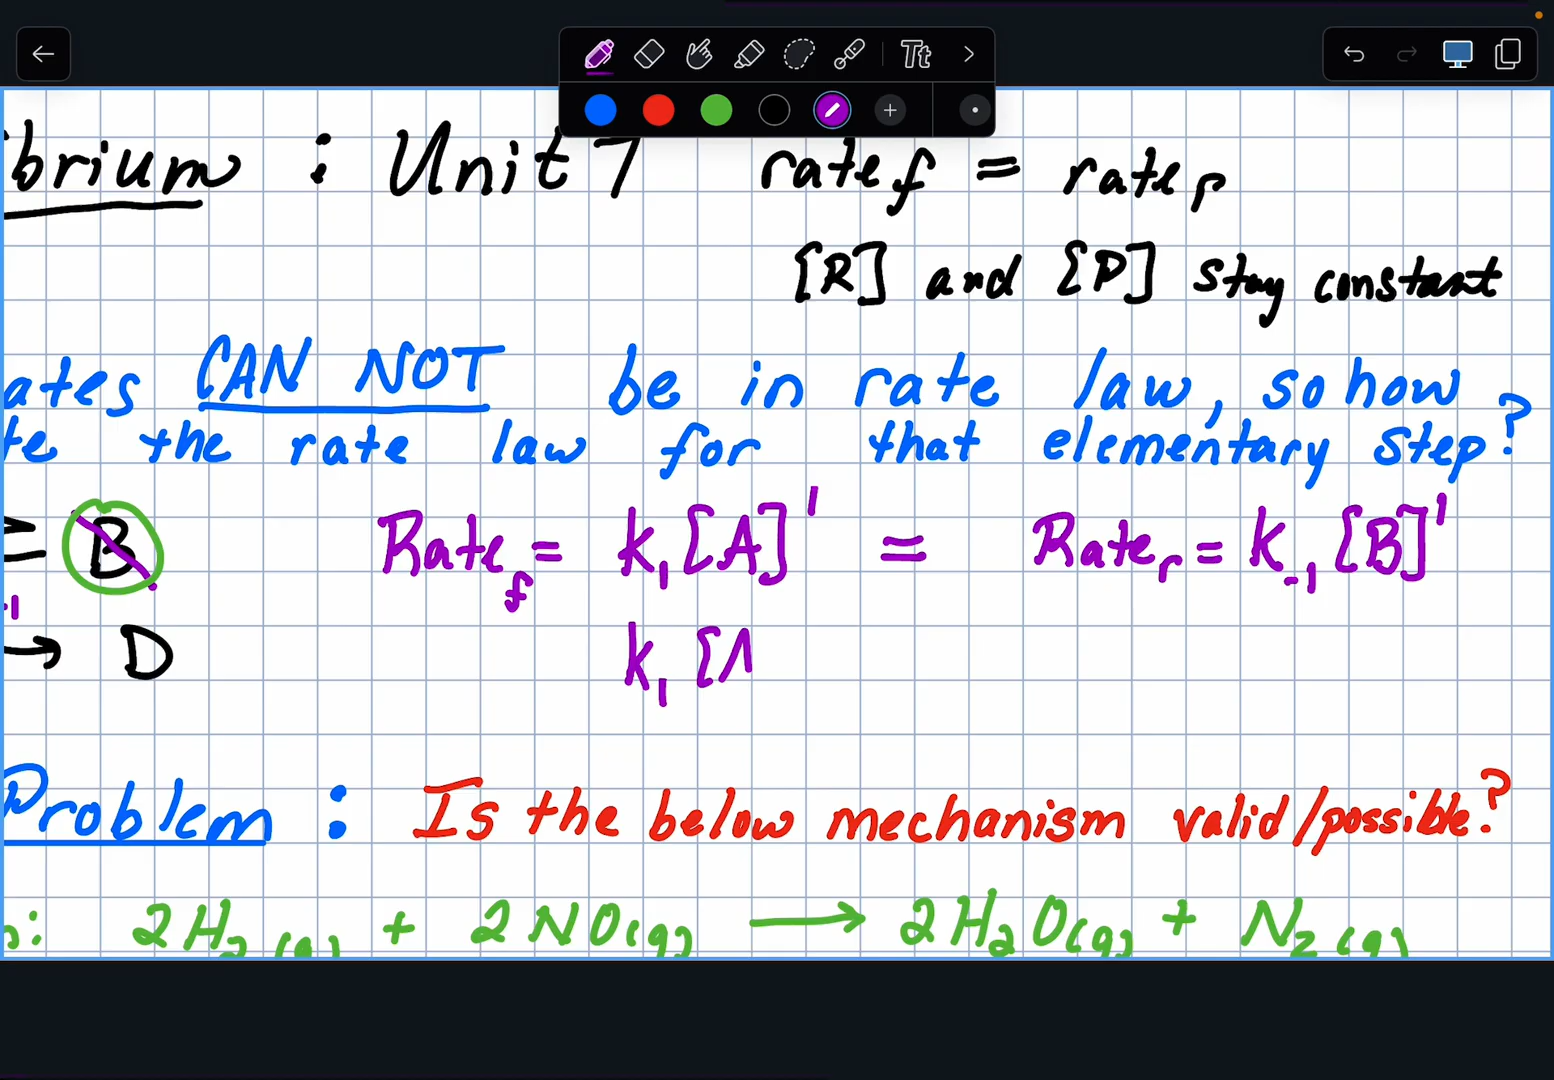 Tt
brium : Unit 7 rate f = rate r
[R] and [P] stay constant
ates CAN NOT be in rate law, so how
te the rate law for that elementary step?
B Rate f = k1[A]^1 = Rate r = k-1[B]^1
-1
→ D k1[A
Problem : Is the below mechanism valid/possible?
: 2H2(g) + 2NO(g) → 2H2O(g) + N2(g)